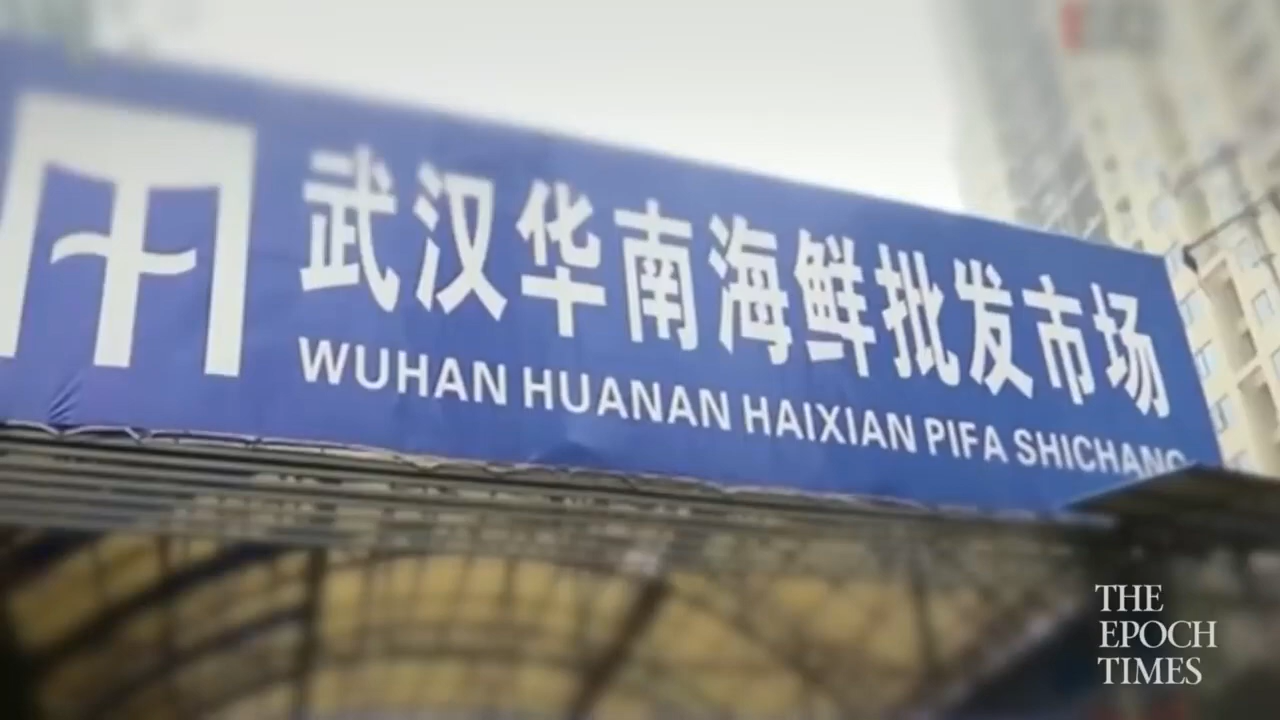 武汉华南海鲜批发市场
WUHAN HUANAN HAIXIAN PIFA SHICHANG
THE
EPOCH
TIMES